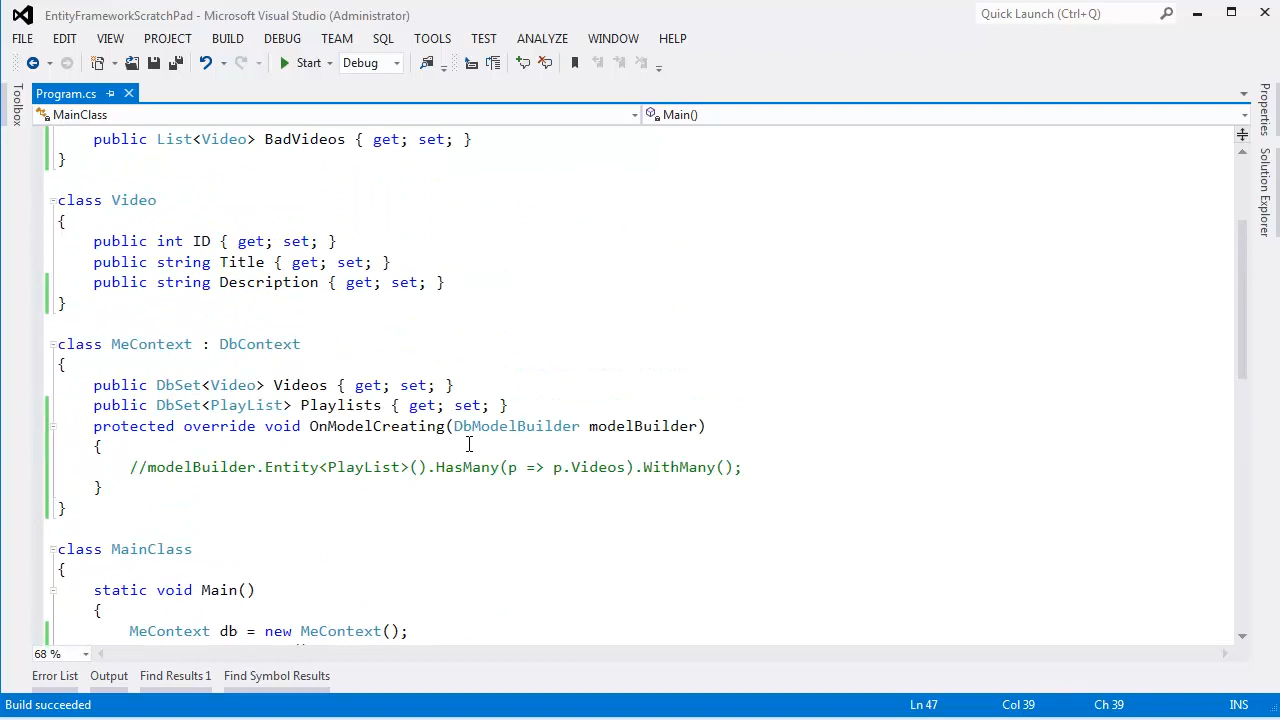 EntityFrameworkScratchPad - Microsoft Visual Studio (Administrator)
Quick Launch (Ctrl+Q)
FILE EDIT VIEW PROJECT BUILD DEBUG TEAM SQL TOOLS TEST ANALYZE WINDOW HELP
Start Debug
Program.cs
MainClass Main()
public List<Video> BadVideos { get; set; }
}
class Video
{
public int ID { get; set; }
public string Title { get; set; }
public string Description { get; set; }
}
class MeContext : DbContext
{
public DbSet<Video> Videos { get; set; }
public DbSet<PlayList> Playlists { get; set; }
protected override void OnModelCreating(DbModelBuilder modelBuilder)
{
//modelBuilder.Entity<PlayList>().HasMany(p => p.Videos).WithMany();
}
}
class MainClass
{
static void Main()
{
MeContext db = new MeContext();
68 %
Error List Output Find Results 1 Find Symbol Results
Build succeeded Ln 47 Col 39 Ch 39 INS
Toolbox
Properties
Solution Explorer